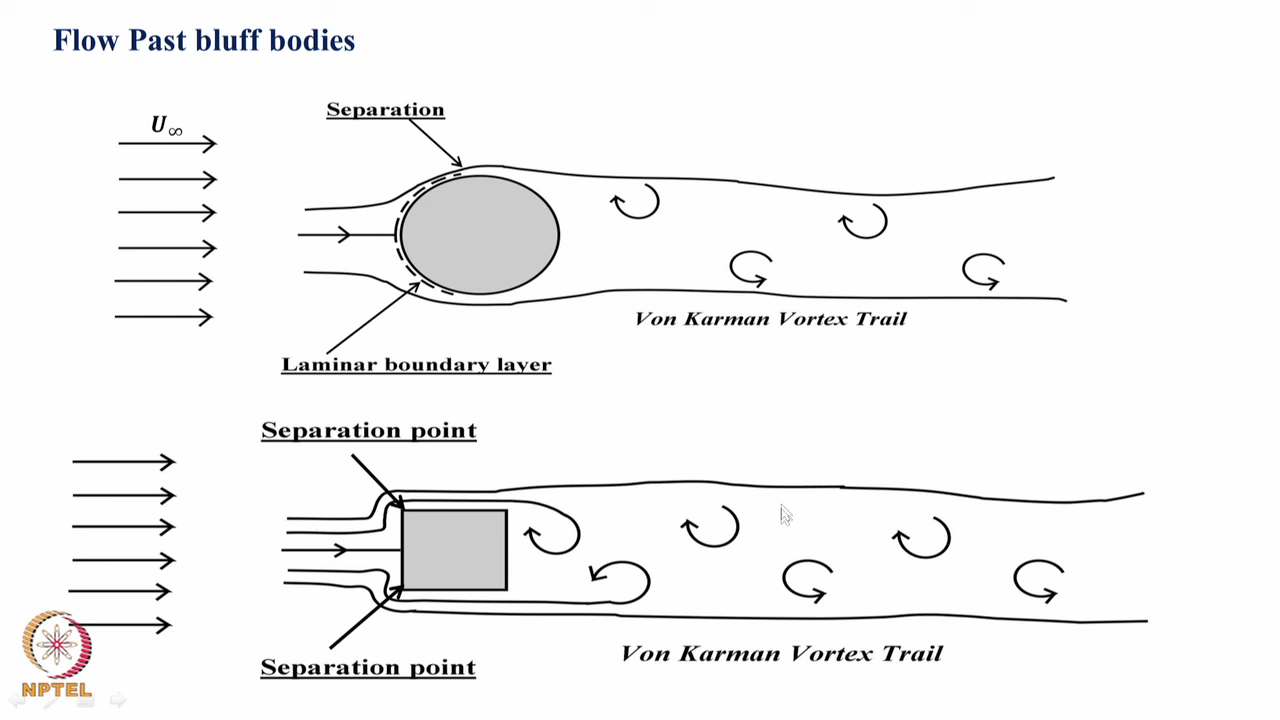 Flow Past bluff bodies
Separation
U∞
Von Karman Vortex Trail
Laminar boundary layer
Separation point
Separation point
Von Karman Vortex Trail
NPTEL